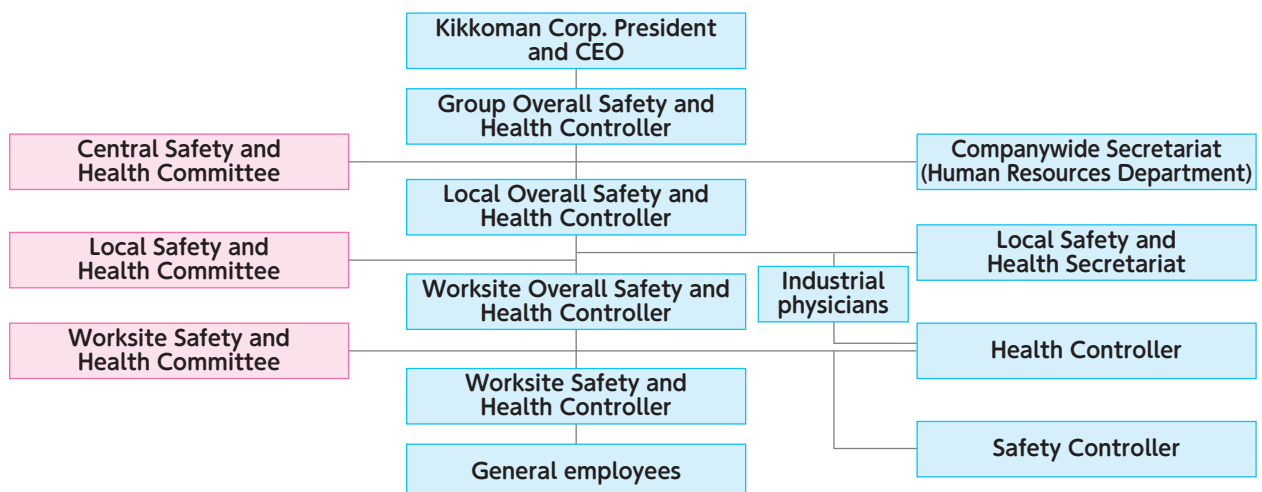 Kikkoman Corp. President
and CEO
Group Overall Safety and
Health Controller
Central Safety and
Health Committee
Companywide Secretariat
(Human Resources Department)
Local Overall Safety and
Health Controller
Local Safety and
Health Committee
Local Safety and
Health Secretariat
Industrial
physicians
Worksite Overall Safety and
Health Controller
Worksite Safety and
Health Committee
Health Controller
Worksite Safety and
Health Controller
Safety Controller
General employees